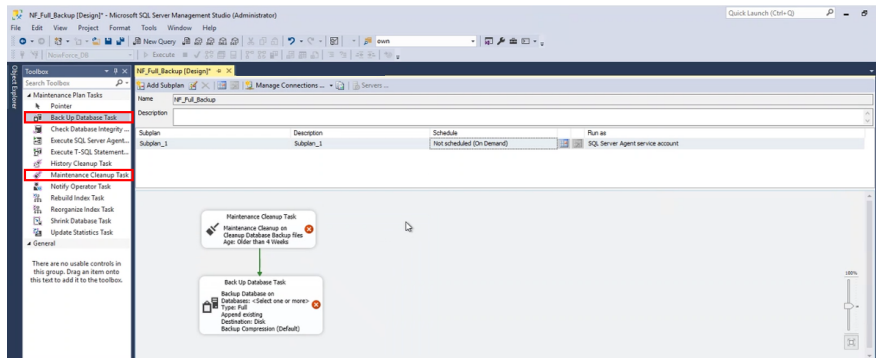 NF_Full_Backup [Design]* - Microsoft SQL Server Management Studio (Administrator)
Quick Launch (Ctrl+Q)
File Edit View Project Format Tools Window Help
New Query
own
NowForce_DB
Execute
Object Explorer
Toolbox
NF_Full_Backup [Design]*
Search Toolbox
Add Subplan
Manage Connections ...
Servers ...
Maintenance Plan Tasks
Name
NF_Full_Backup
Pointer
Back Up Database Task
Description
Check Database Integrity ...
Execute SQL Server Agent...
Execute T-SQL Statement...
History Cleanup Task
Maintenance Cleanup Task
Notify Operator Task
Rebuild Index Task
Reorganize Index Task
Shrink Database Task
Update Statistics Task
General
There are no usable controls in
this group. Drag an item onto
this text to add it to the toolbox.
Subplan Description Schedule Run as
Subplan_1 Subplan_1 Not scheduled (On Demand) SQL Server Agent service account
Maintenance Cleanup Task
Maintenance Cleanup on
Cleanup Database Backup files
Age: Older than 4 Weeks
Back Up Database Task
Backup Database on
Databases: <Select one or more>
Type: Full
Append existing
Destination: Disk
Backup Compression (Default)
100%